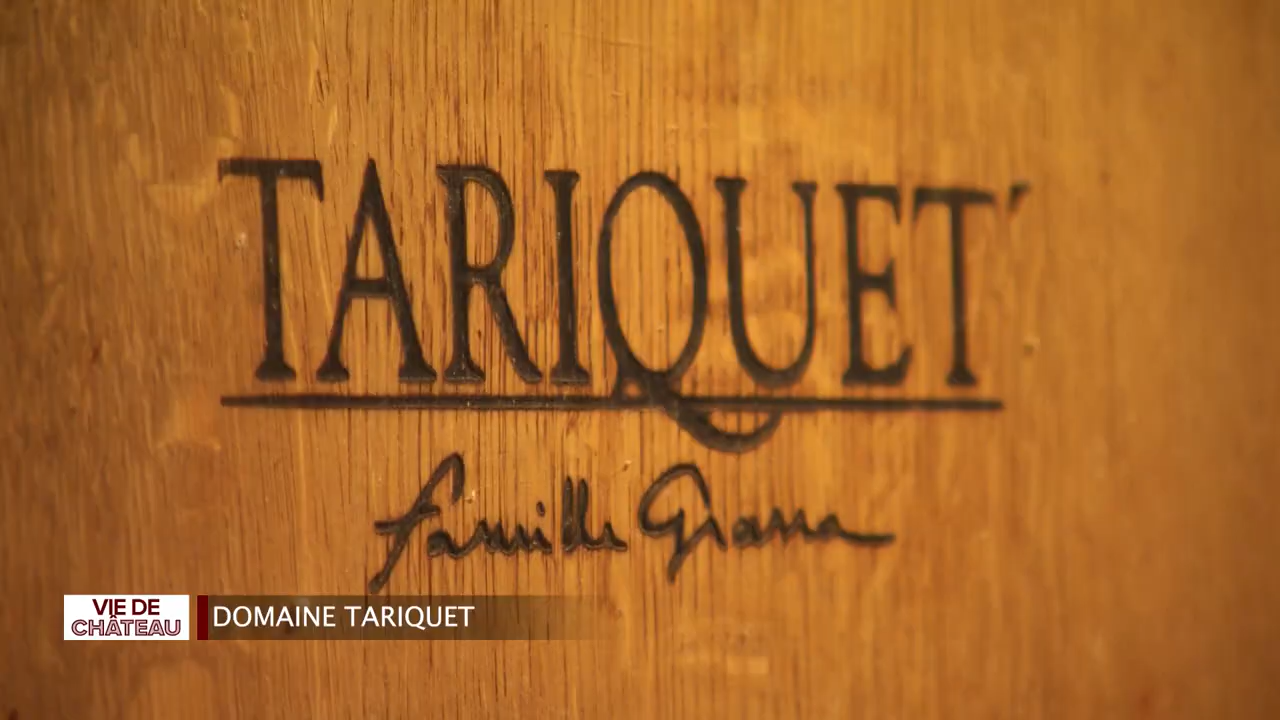 TARIQUET
Famille Grassa
VIE DE
CHÂTEAU
DOMAINE TARIQUET